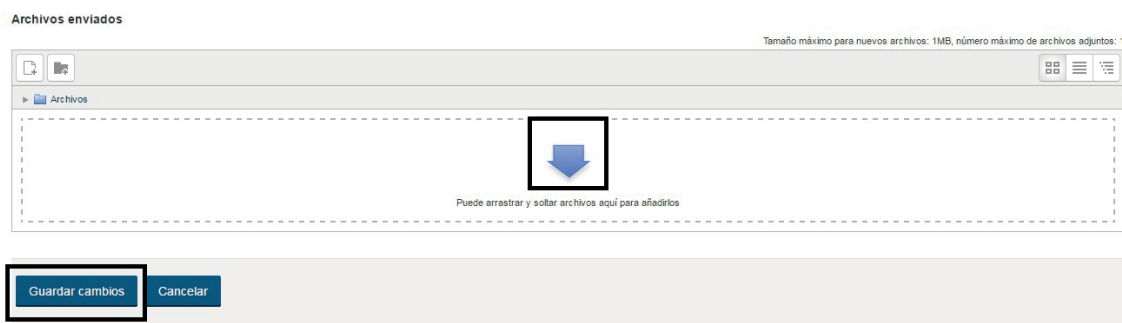 Archivos enviados
Tamaño máximo para nuevos archivos: 1MB, número máximo de archivos adjuntos: 1
Archivos
Puede arrastrar y soltar archivos aquí para añadirlos
Guardar cambios Cancelar